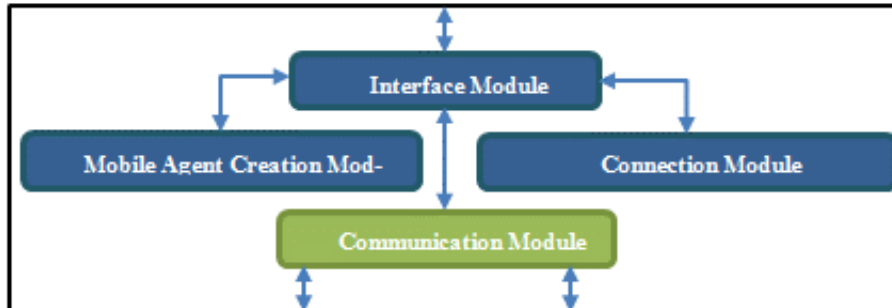 Interface Module
Mobile Agent Creation Mod-
Connection Module
Communication Module